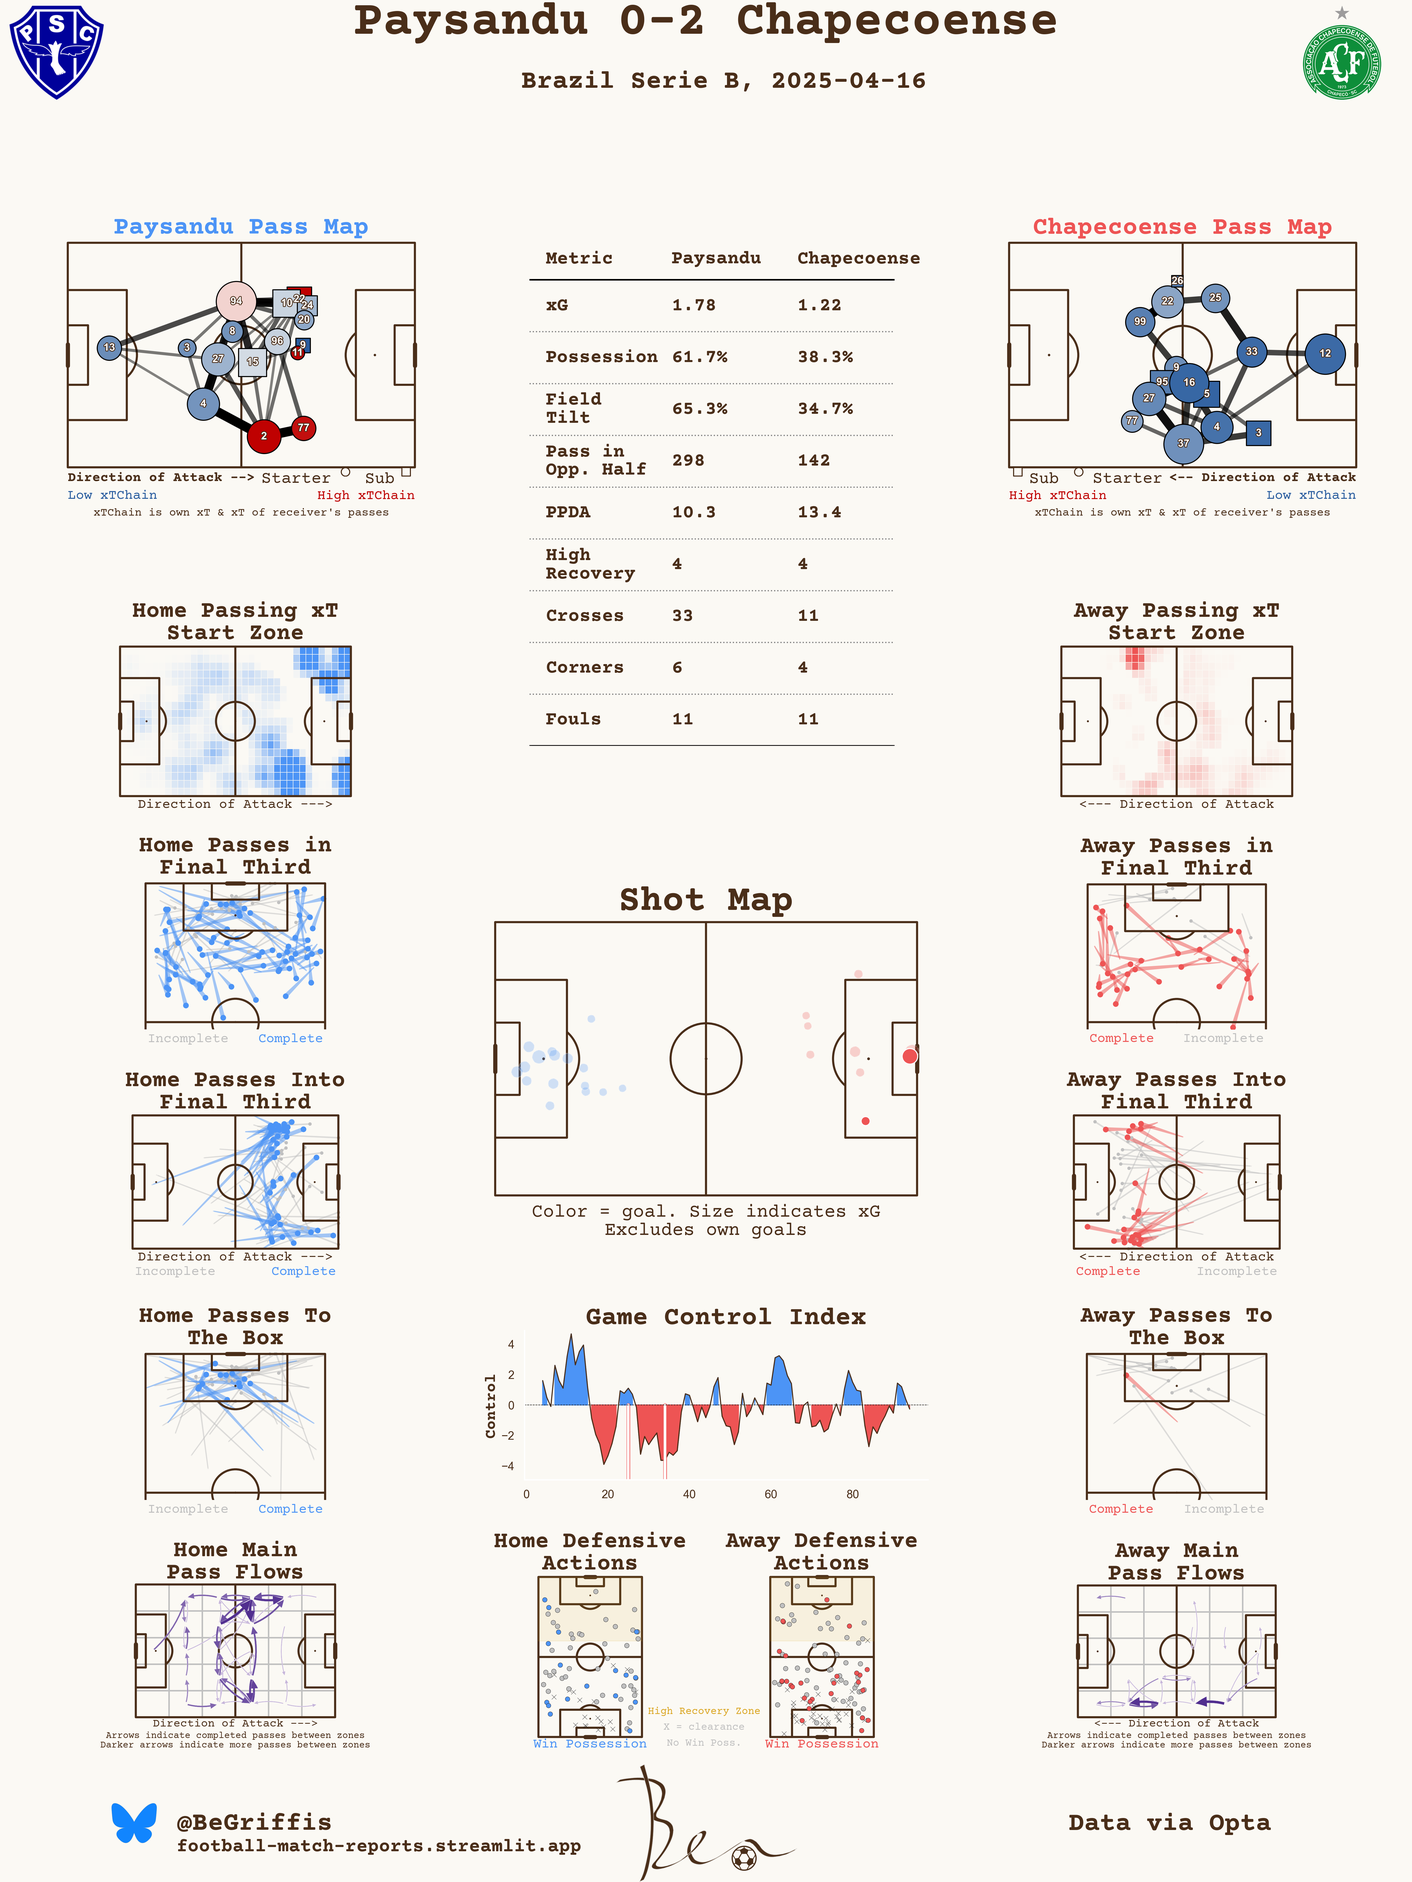 Paysandu 0-2 Chapecoense
Brazil Serie B, 2025-04-16
PSC
ASSOCIAÇÃO CHAPECOENSE DE FUTEBOL
ACF
1973
CHAPECÓ - SC
Paysandu Pass Map
13
94
3
8
27
4
15
2
96
10
22
24
20
9
11
77
Direction of Attack --> Starter Sub
Low xTChain High xTChain
xTChain is own xT & xT of receiver's passes
Metric Paysandu Chapecoense
xG 1.78 1.22
Possession 61.7% 38.3%
Field
Tilt 65.3% 34.7%
Pass in
Opp. Half 298 142
PPDA 10.3 13.4
High
Recovery 4 4
Crosses 33 11
Corners 6 4
Fouls 11 11
Chapecoense Pass Map
26
22
25
99
33
12
9
95
16
5
27
77
37
4
3
Sub Starter <-- Direction of Attack
High xTChain Low xTChain
xTChain is own xT & xT of receiver's passes
Home Passing xT
Start Zone
Direction of Attack --->
Away Passing xT
Start Zone
<--- Direction of Attack
Home Passes in
Final Third
Incomplete Complete
Away Passes in
Final Third
Complete Incomplete
Shot Map
Color = goal. Size indicates xG
Excludes own goals
Home Passes Into
Final Third
Direction of Attack --->
Incomplete Complete
Away Passes Into
Final Third
<--- Direction of Attack
Complete Incomplete
Home Passes To
The Box
Incomplete Complete
Game Control Index
Control
4
2
0
−2
−4
0 20 40 60 80
Away Passes To
The Box
Complete Incomplete
Home Main
Pass Flows
Direction of Attack --->
Arrows indicate completed passes between zones
Darker arrows indicate more passes between zones
Home Defensive
Actions
Win Possession
High Recovery Zone
X = clearance
No Win Poss.
Away Defensive
Actions
Win Possession
Away Main
Pass Flows
<--- Direction of Attack
Arrows indicate completed passes between zones
Darker arrows indicate more passes between zones
@BeGriffis
football-match-reports.streamlit.app
Ben
Data via Opta